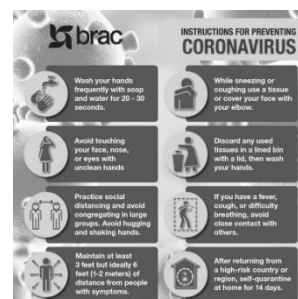 brac
INSTRUCTIONS FOR PREVENTING
CORONAVIRUS
Wash your hands
frequently with soap
and water for 20 - 30
seconds.
While sneezing or
coughing use a tissue
or cover your face with
your elbow.
Avoid touching
your face, nose,
or eyes with
unclean hands
Discard any used
tissues in a lined bin
with a lid, then wash
your hands.
Practice social
distancing and avoid
congregating in large
groups. Avoid hugging
and shaking hands.
If you have a fever,
cough, or difficulty
breathing, avoid
close contact with
others.
Maintain at least
3 feet but ideally 6
feet (1-2 meters) of
distance from people
with symptoms.
After returning from
a high-risk country or
region, self-quarantine
at home for 14 days.